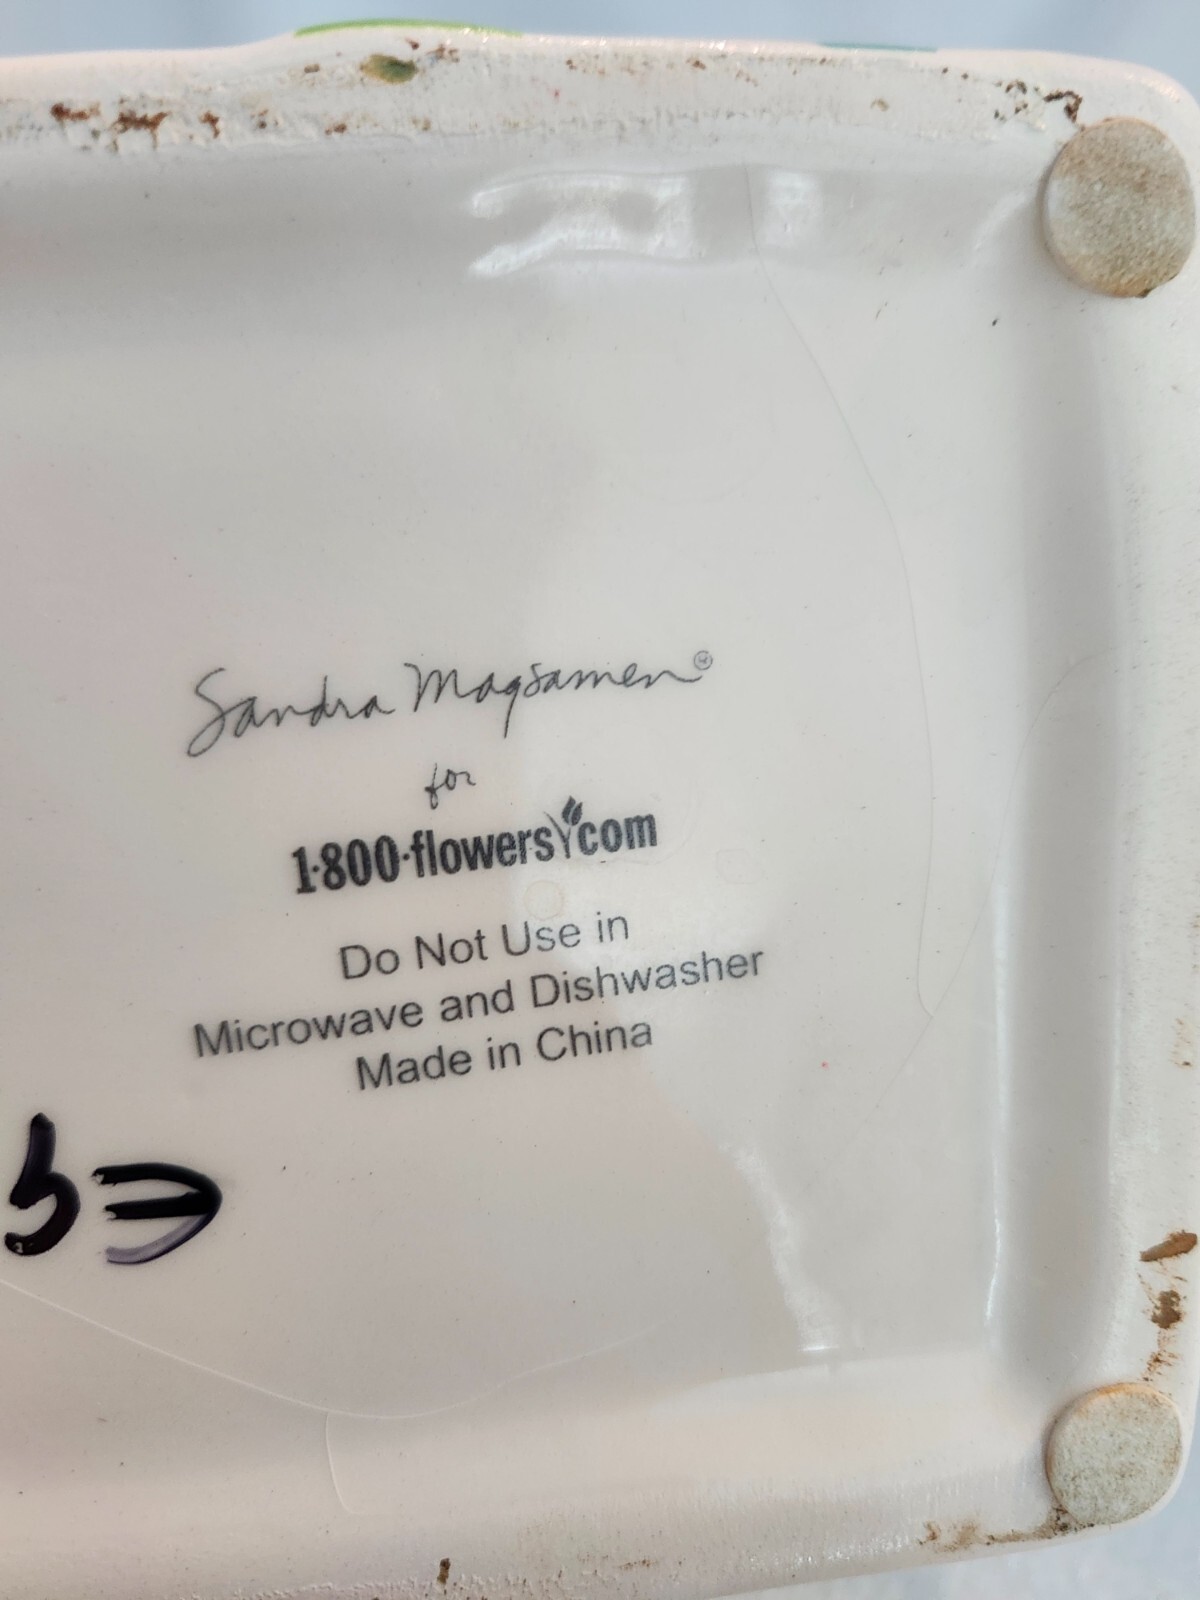 Sandra Magsamen®
for
1-800-flowers.com
Do Not Use in
Microwave and Dishwasher
Made in China